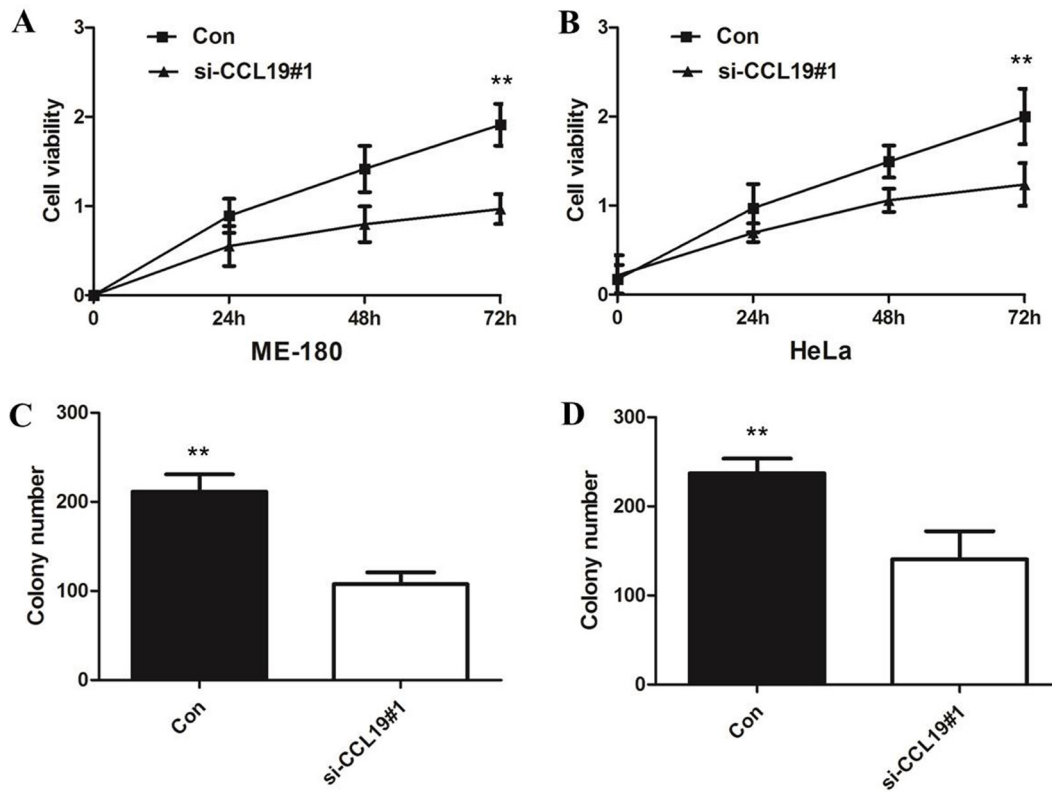 A
Con
si-CCL19#1
**
Cell viability
3
2
1
0
0 24h 48h 72h
ME-180
B
Con
si-CCL19#1
**
Cell viability
3
2
1
0
0 24h 48h 72h
HeLa
C
**
Colony number
300
200
100
0
Con
si-CCL19#1
D
**
Colony number
300
200
100
0
Con
si-CCL19#1